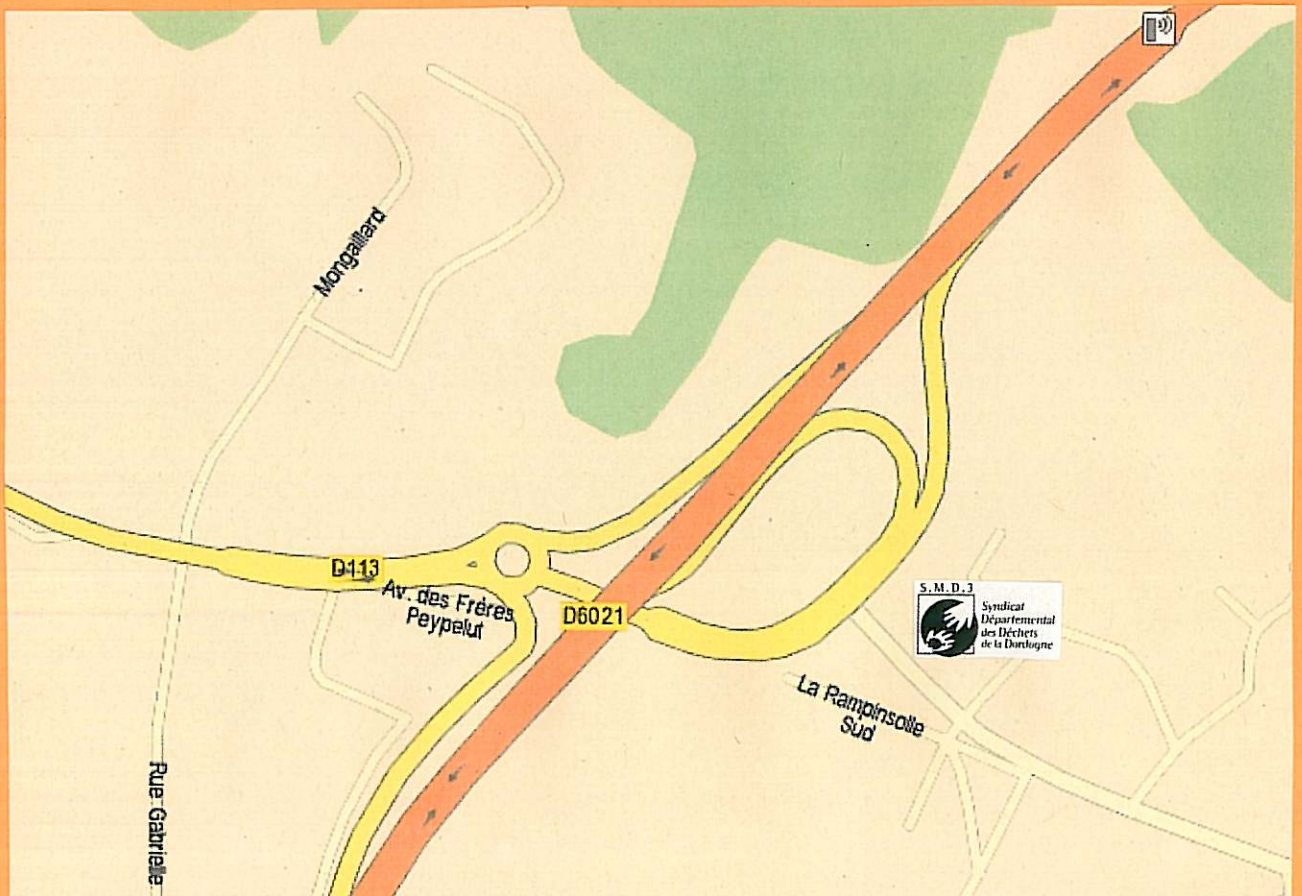 Mongaillard
D113
Av. des Frères
Peypelut
D6021
S.M.D.3
Syndicat
Départemental
des Déchets
de la Dordogne
La Rampinsolle
Sud
Rue Gabrielle